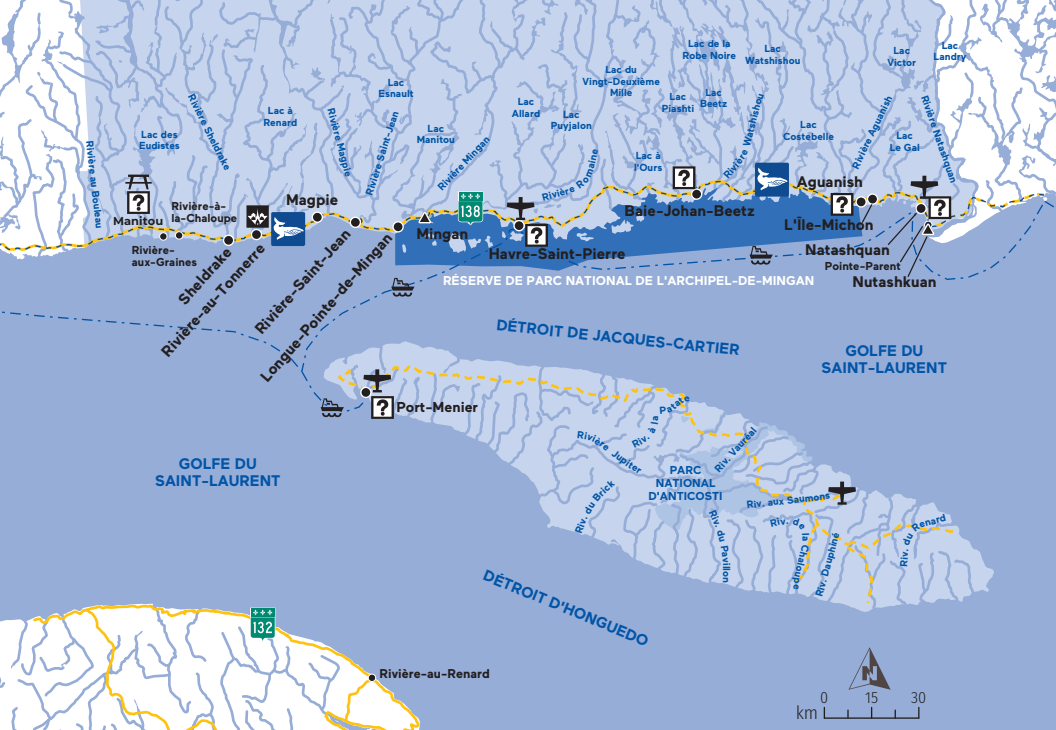 Lac de la
Robe Noire
Lac
Watshishou
Lac
Victor
Lac
Landry
Lac du
Vingt-Deuxième
Mille
Lac
Esnault
Lac
Piashti
Lac
Beetz
Lac
Allard
Lac
Puyjalon
Lac à
Renard
Lac
Manitou
Lac des
Eudistes
Lac
Costebelle
Lac
Le Gal
Lac à
l'Ours
Rivière au Bouleau
Rivière Sheldrake
Rivière Magpie
Rivière Saint-Jean
Rivière Mingan
Rivière Romaine
Rivière Watshishou
Rivière Aguanish
Rivière Natashquan
?
Manitou
Rivière-à-
la-Chaloupe
Rivière-
aux-Graines
Sheldrake
Rivière-au-Tonnerre
Magpie
Rivière-Saint-Jean
Longue-Pointe-de-Mingan
138
Mingan
?
Havre-Saint-Pierre
?
Baie-Johan-Beetz
Aguanish
?
L'Île-Michon
?
Natashquan
Pointe-Parent
Nutashkuan
RÉSERVE DE PARC NATIONAL DE L'ARCHIPEL-DE-MINGAN
DÉTROIT DE JACQUES-CARTIER
GOLFE DU
SAINT-LAURENT
?
Port-Menier
Riv. à la Patate
Rivière Jupiter
Riv. Vauréal
PARC
NATIONAL
D'ANTICOSTI
Riv. aux Saumons
Riv. du Brick
Riv. du Pavillon
Riv. de la Chaloupe
Riv. Dauphiné
Riv. du Renard
GOLFE DU
SAINT-LAURENT
DÉTROIT D'HONGUEDO
132
Rivière-au-Renard
N
0 15 30
km